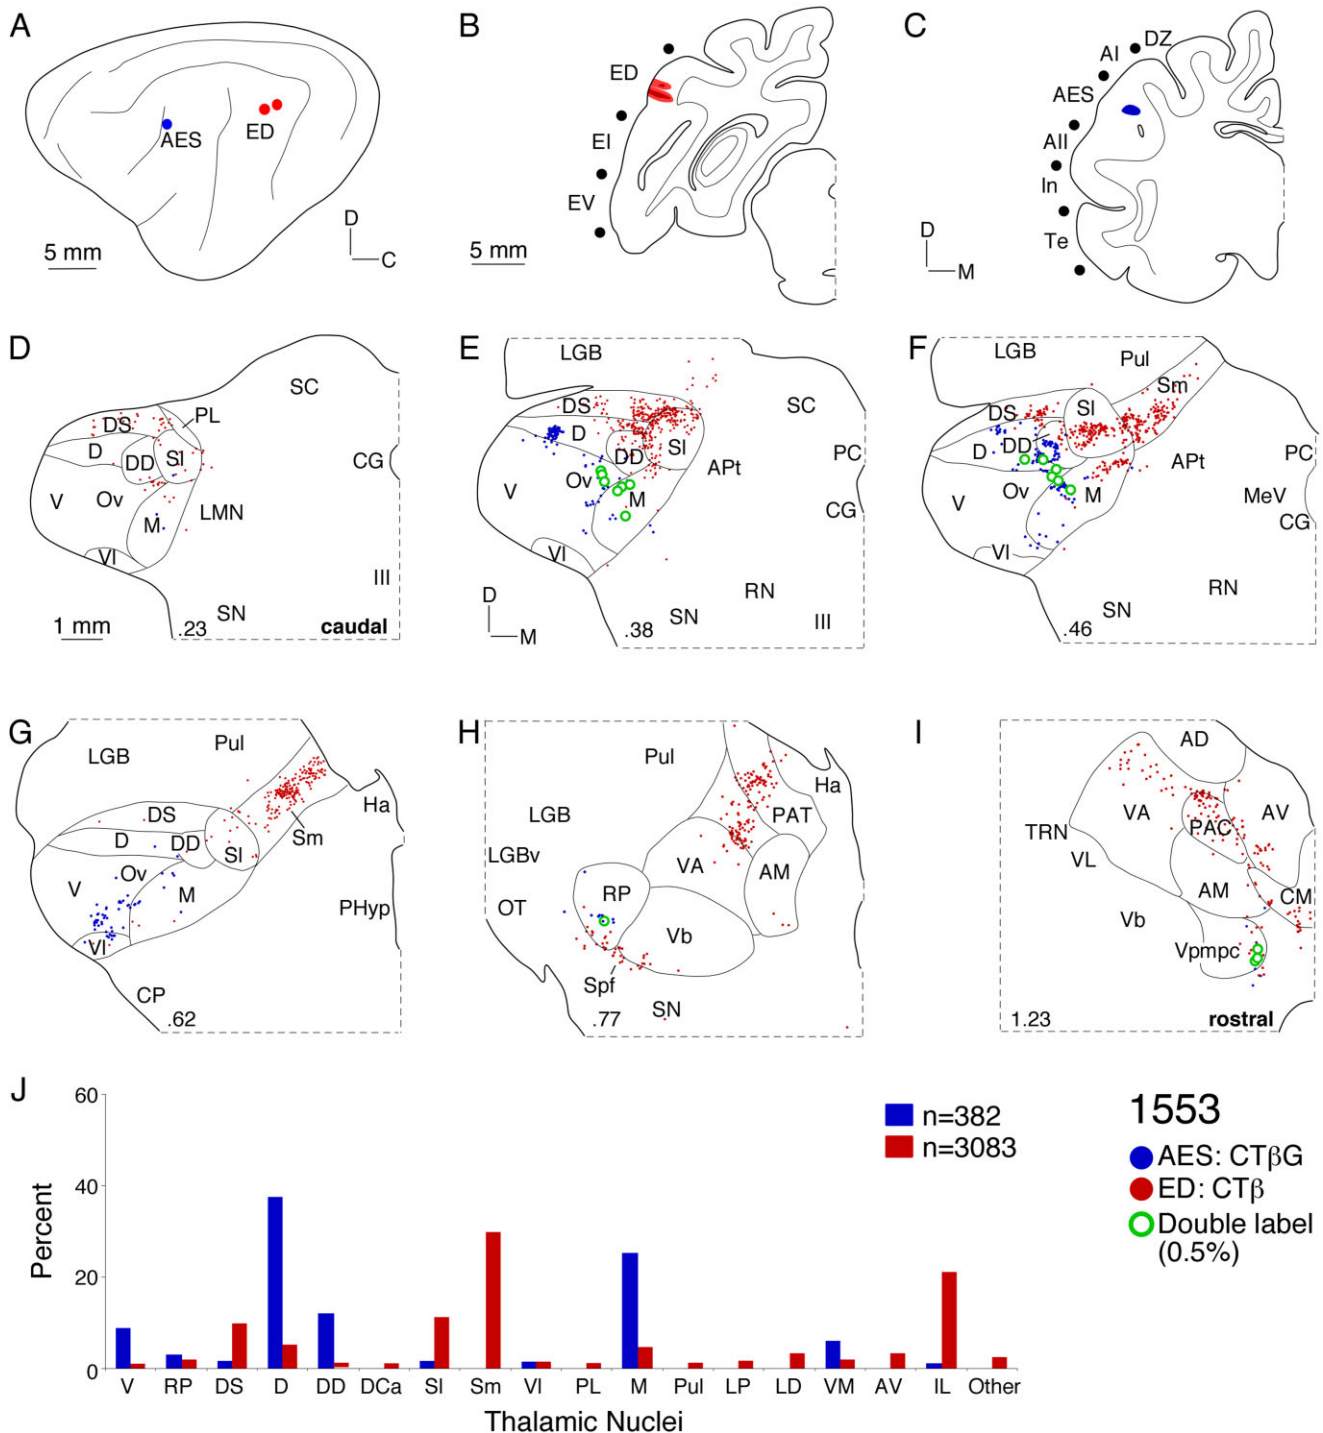 A
AES
ED
5 mm
D
C
B
ED
EI
EV
5 mm
C
DZ
AI
AES
AII
In
Te
D
M
D
SC
PL
DS
D
DD
SI
CG
V
Ov
M
LMN
VI
III
SN
1 mm
.23
caudal
E
LGB
DS
D
SC
DD
SI
APt
PC
V
Ov
M
CG
VI
RN
D
M
SN
III
.38
F
LGB
Pul
Sm
SI
DS
DD
D
APt
PC
Ov
M
V
MeV
CG
VI
RN
SN
.46
G
LGB
Pul
Ha
DS
D
DD
SI
Sm
Ov
V
M
PHyp
VI
CP
.62
H
Pul
Ha
LGB
PAT
LGBv
VA
AM
RP
OT
Vb
Spf
SN
.77
I
AD
VA
AV
TRN
PAC
VL
AM
CM
Vb
Vpmpc
1.23
rostral
J
60
40
20
0
Percent
n=382
n=3083
V RP DS D DD DCa SI Sm VI PL M Pul LP LD VM AV IL Other
Thalamic Nuclei
1553
AES: CTβG
ED: CTβ
Double label
(0.5%)